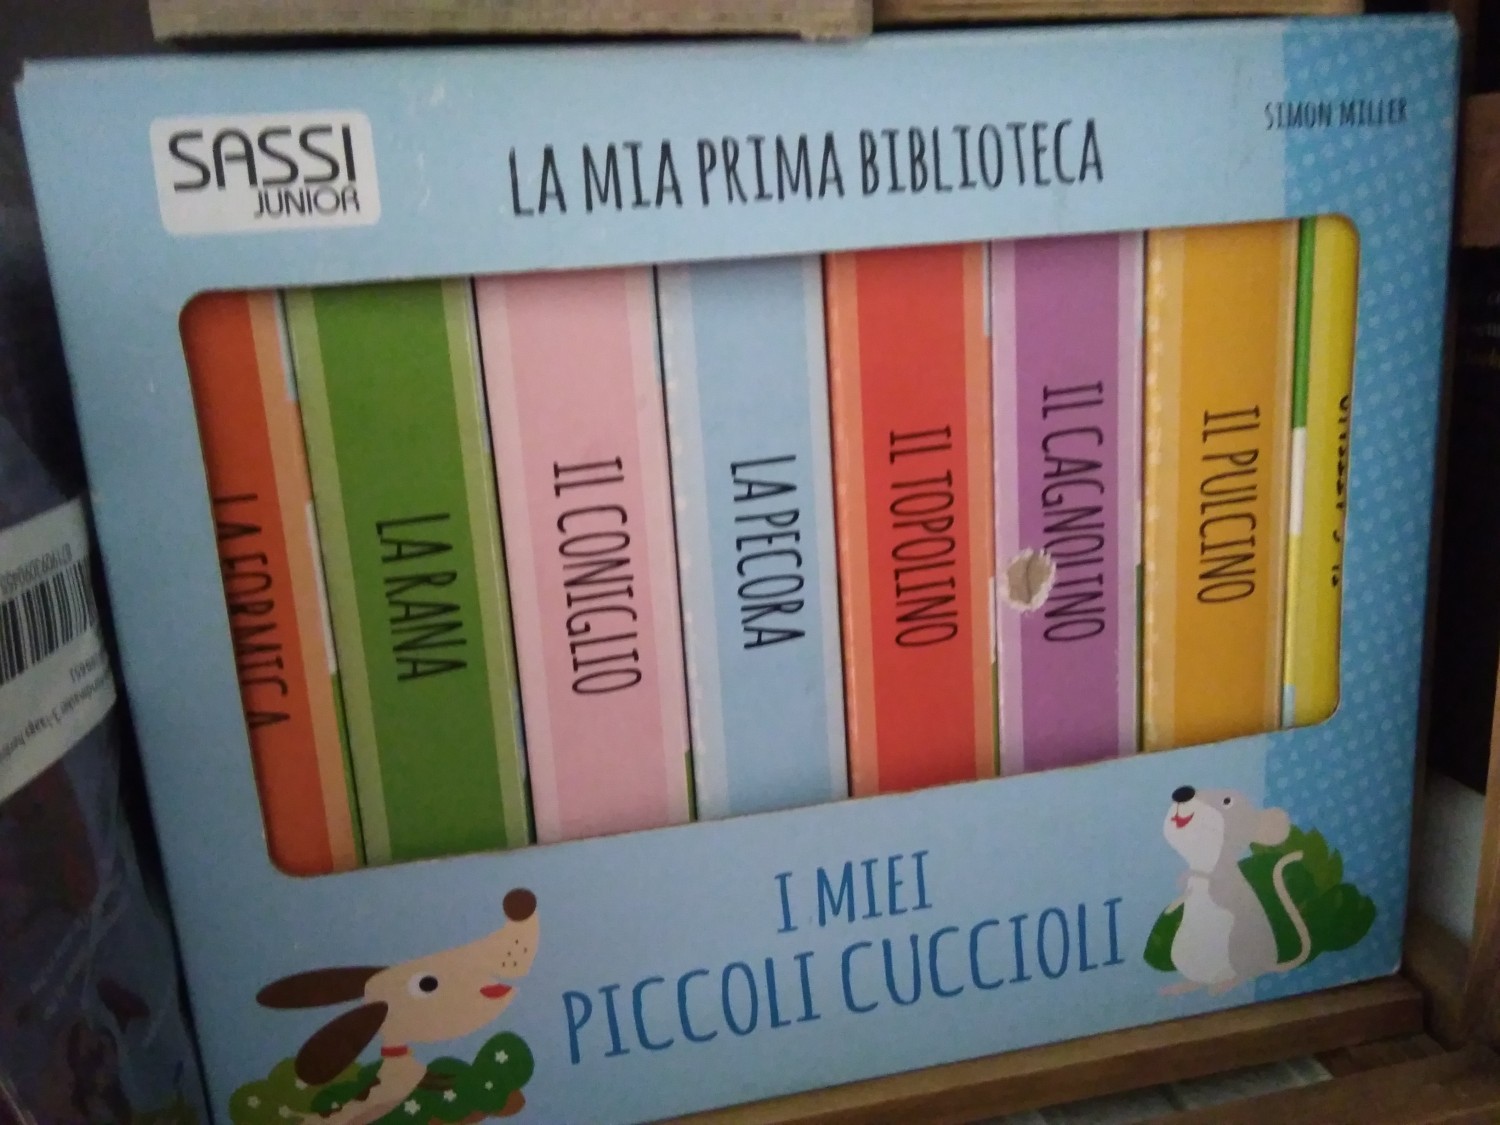 SASSI
JUNIOR
LA MIA PRIMA BIBLIOTECA
SIMON MILLER
LA FORMICA
LA RANA
IL CONIGLIO
LA PECORA
IL TOPOLINO
IL CAGNOLINO
IL PULCINO
I MIEI
PICCOLI CUCCIOLI